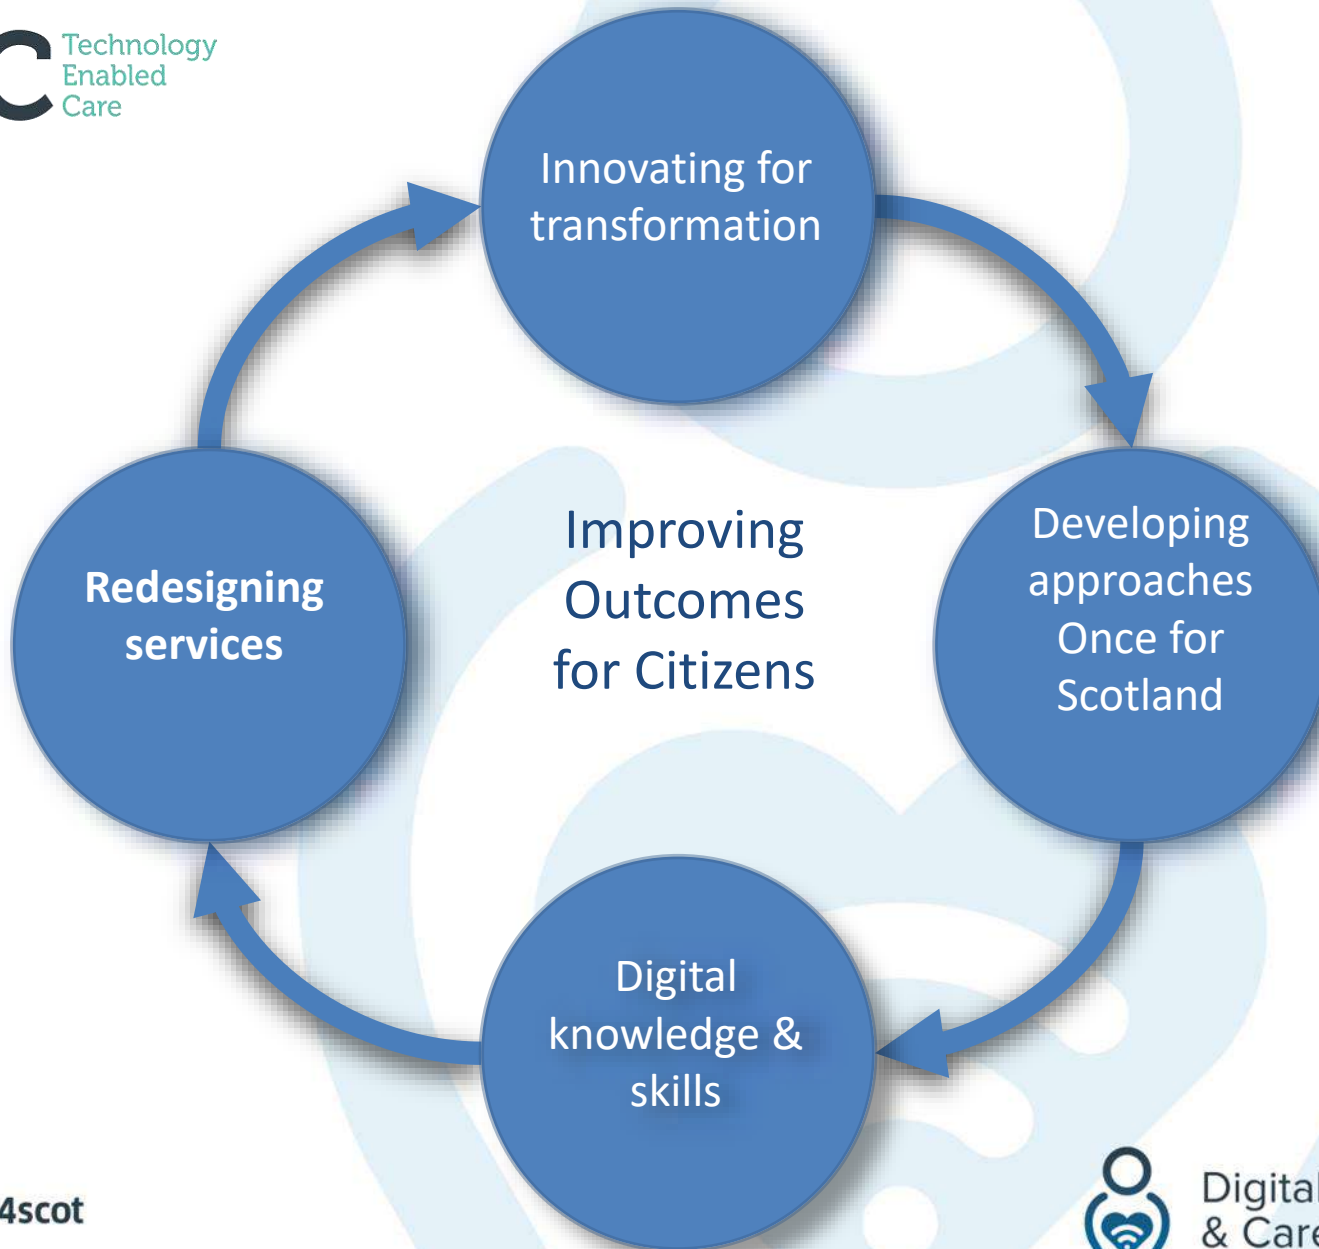 C Technology
Enabled
Care
Innovating for
transformation
Developing
approaches
Once for
Scotland
Improving
Outcomes
for Citizens
Redesigning
services
Digital
knowledge &
skills
4scot
Digital
& Care